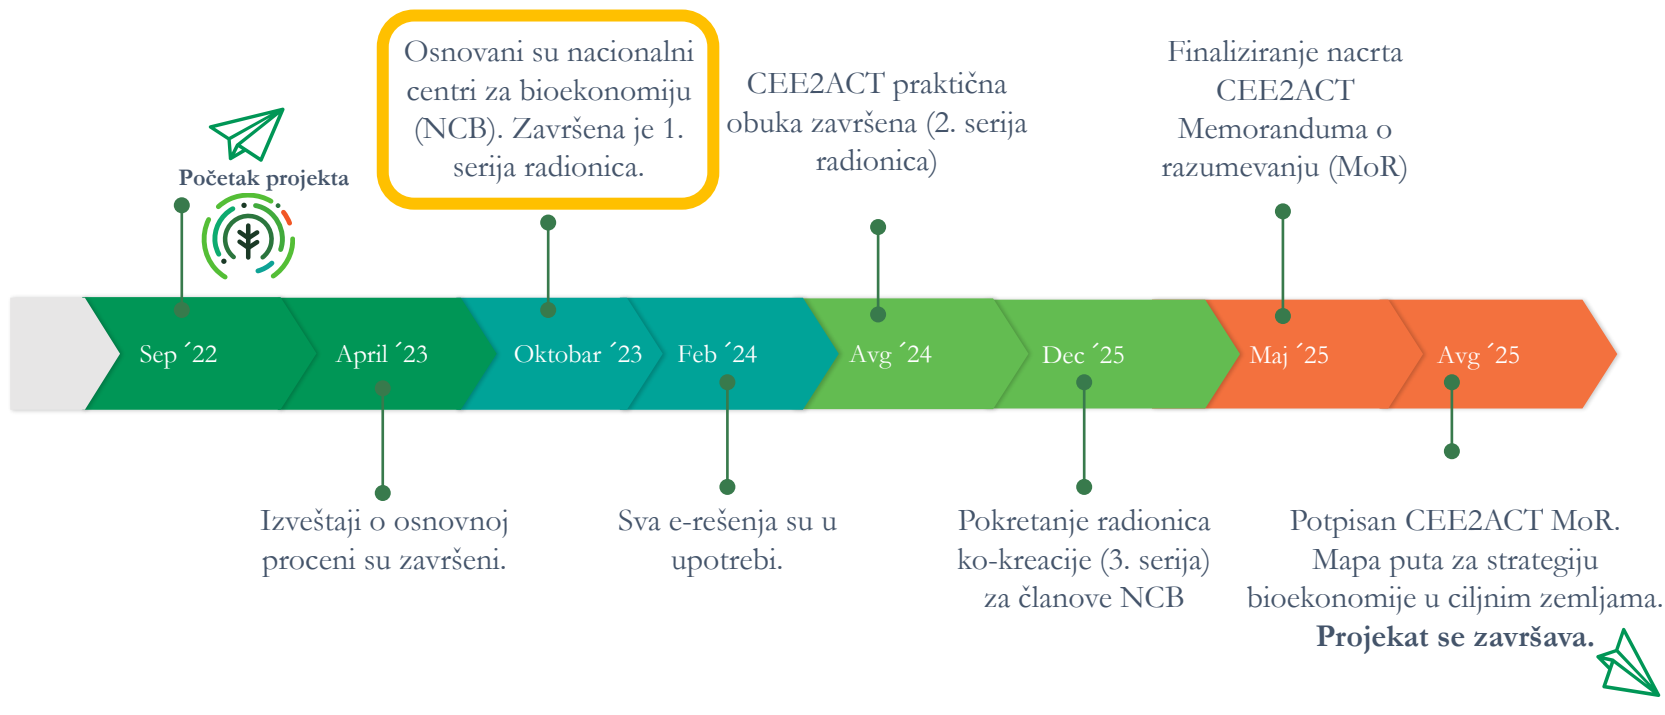 Osnovani su nacionalni
centri za bioekonomiju
(NCB). Završena je 1.
serija radionica.
CEE2ACT praktična
obuka završena (2. serija
radionica)
Finaliziranje nacrta
CEE2ACT
Memoranduma o
razumevanju (MoR)
Početak projekta
Sep ´22
April ´23
Oktobar ´23
Feb ´24
Avg ´24
Dec ´25
Maj ´25
Avg ´25
Izveštaji o osnovnoj
proceni su završeni.
Sva e-rešenja su u
upotrebi.
Pokretanje radionica
ko-kreacije (3. serija)
za članove NCB
Potpisan CEE2ACT MoR.
Mapa puta za strategiju
bioekonomije u ciljnim zemljama.
Projekat se završava.